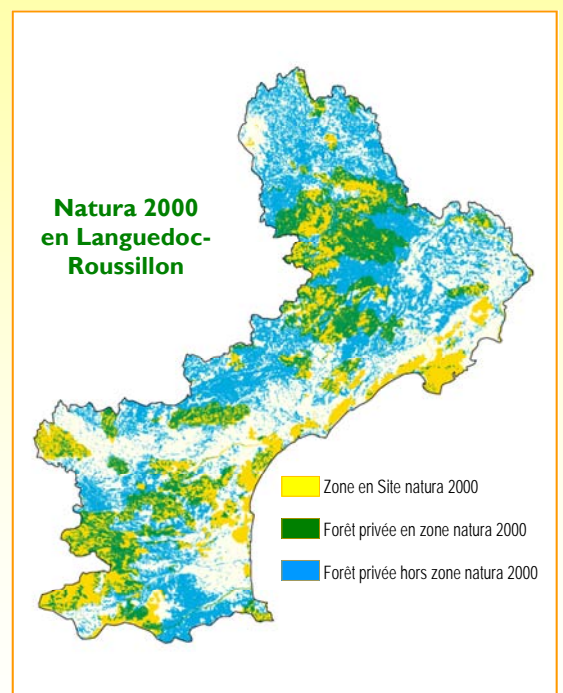 Natura 2000
en Languedoc-
Roussillon
Zone en Site natura 2000
Forêt privée en zone natura 2000
Forêt privée hors zone natura 2000